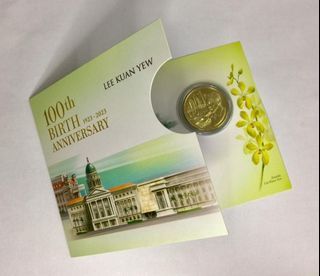 LEE KUAN YEW
100th
BIRTH 1923-2023
ANNIVERSARY